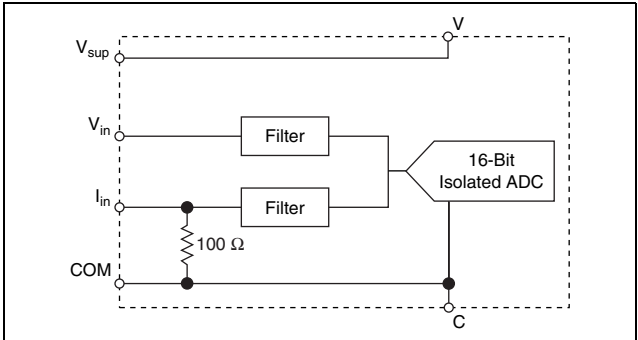 V
Vsup
Vin
Filter
16-Bit
Isolated ADC
Iin
Filter
100 Ω
COM
C